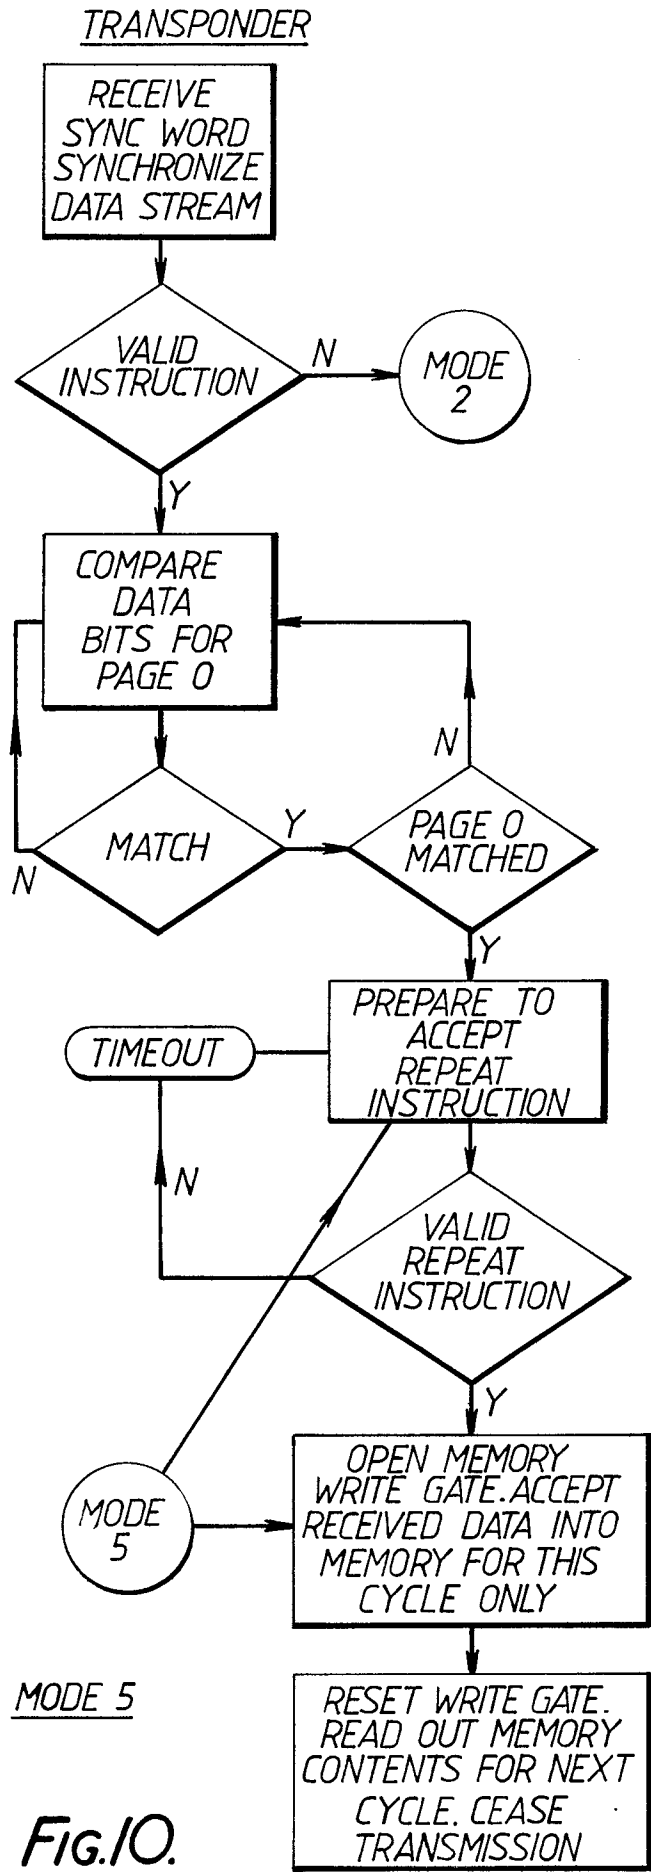 TRANSPONDER
RECEIVE
SYNC WORD
SYNCHRONIZE
DATA STREAM
VALID
INSTRUCTION
N
MODE
2
Y
COMPARE
DATA
BITS FOR
PAGE 0
N
MATCH
Y
PAGE 0
MATCHED
N
Y
PREPARE TO
ACCEPT
REPEAT
INSTRUCTION
TIMEOUT
N
VALID
REPEAT
INSTRUCTION
Y
OPEN MEMORY
WRITE GATE. ACCEPT
RECEIVED DATA INTO
MEMORY FOR THIS
CYCLE ONLY
MODE
5
MODE 5
RESET WRITE GATE.
READ OUT MEMORY
CONTENTS FOR NEXT
CYCLE. CEASE
TRANSMISSION
FIG.10.